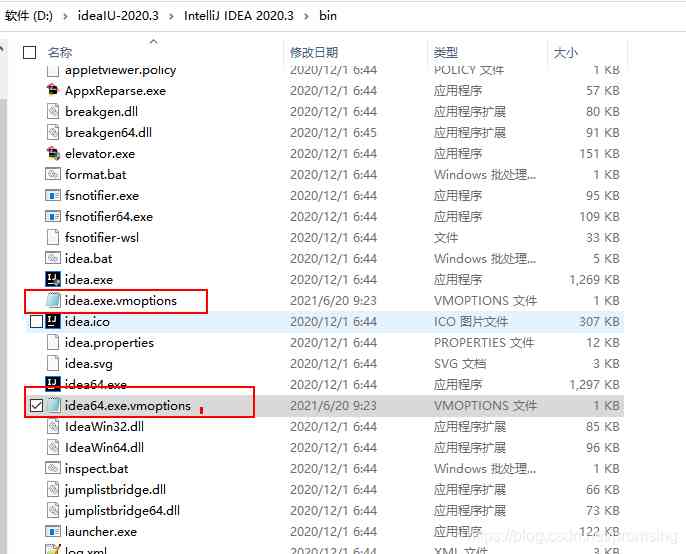 软件 (D:) > ideaIU-2020.3 > IntelliJ IDEA 2020.3 > bin
名称 修改日期 类型 大小
appletviewer.policy 2020/12/1 6:44 POLICY 文件 1 KB
AppxReparse.exe 2020/12/1 6:44 应用程序 57 KB
breakgen.dll 2020/12/1 6:44 应用程序扩展 80 KB
breakgen64.dll 2020/12/1 6:45 应用程序扩展 91 KB
elevator.exe 2020/12/1 6:44 应用程序 151 KB
format.bat 2020/12/1 6:44 Windows 批处理... 1 KB
fsnotifier.exe 2020/12/1 6:44 应用程序 95 KB
fsnotifier64.exe 2020/12/1 6:44 应用程序 109 KB
fsnotifier-wsl 2020/12/1 6:44 文件 33 KB
idea.bat 2020/12/1 6:44 Windows 批处理... 5 KB
idea.exe 2020/12/1 6:44 应用程序 1,269 KB
idea.exe.vmoptions 2021/6/20 9:23 VMOPTIONS 文件 1 KB
idea.ico 2020/12/1 6:44 ICO 图片文件 307 KB
idea.properties 2020/12/1 6:44 PROPERTIES 文件 12 KB
idea.svg 2020/12/1 6:44 SVG 文档 3 KB
idea64.exe 2020/12/1 6:44 应用程序 1,297 KB
idea64.exe.vmoptions 2021/6/20 9:23 VMOPTIONS 文件 1 KB
IdeaWin32.dll 2020/12/1 6:44 应用程序扩展 85 KB
IdeaWin64.dll 2020/12/1 6:44 应用程序扩展 96 KB
inspect.bat 2020/12/1 6:44 Windows 批处理... 1 KB
jumplistbridge.dll 2020/12/1 6:44 应用程序扩展 66 KB
jumplistbridge64.dll 2020/12/1 6:44 应用程序扩展 73 KB
launcher.exe 2020/12/1 6:44 应用程序 122 KB
log.xml 2020/12/1 6:44 XML 文件 3 KB